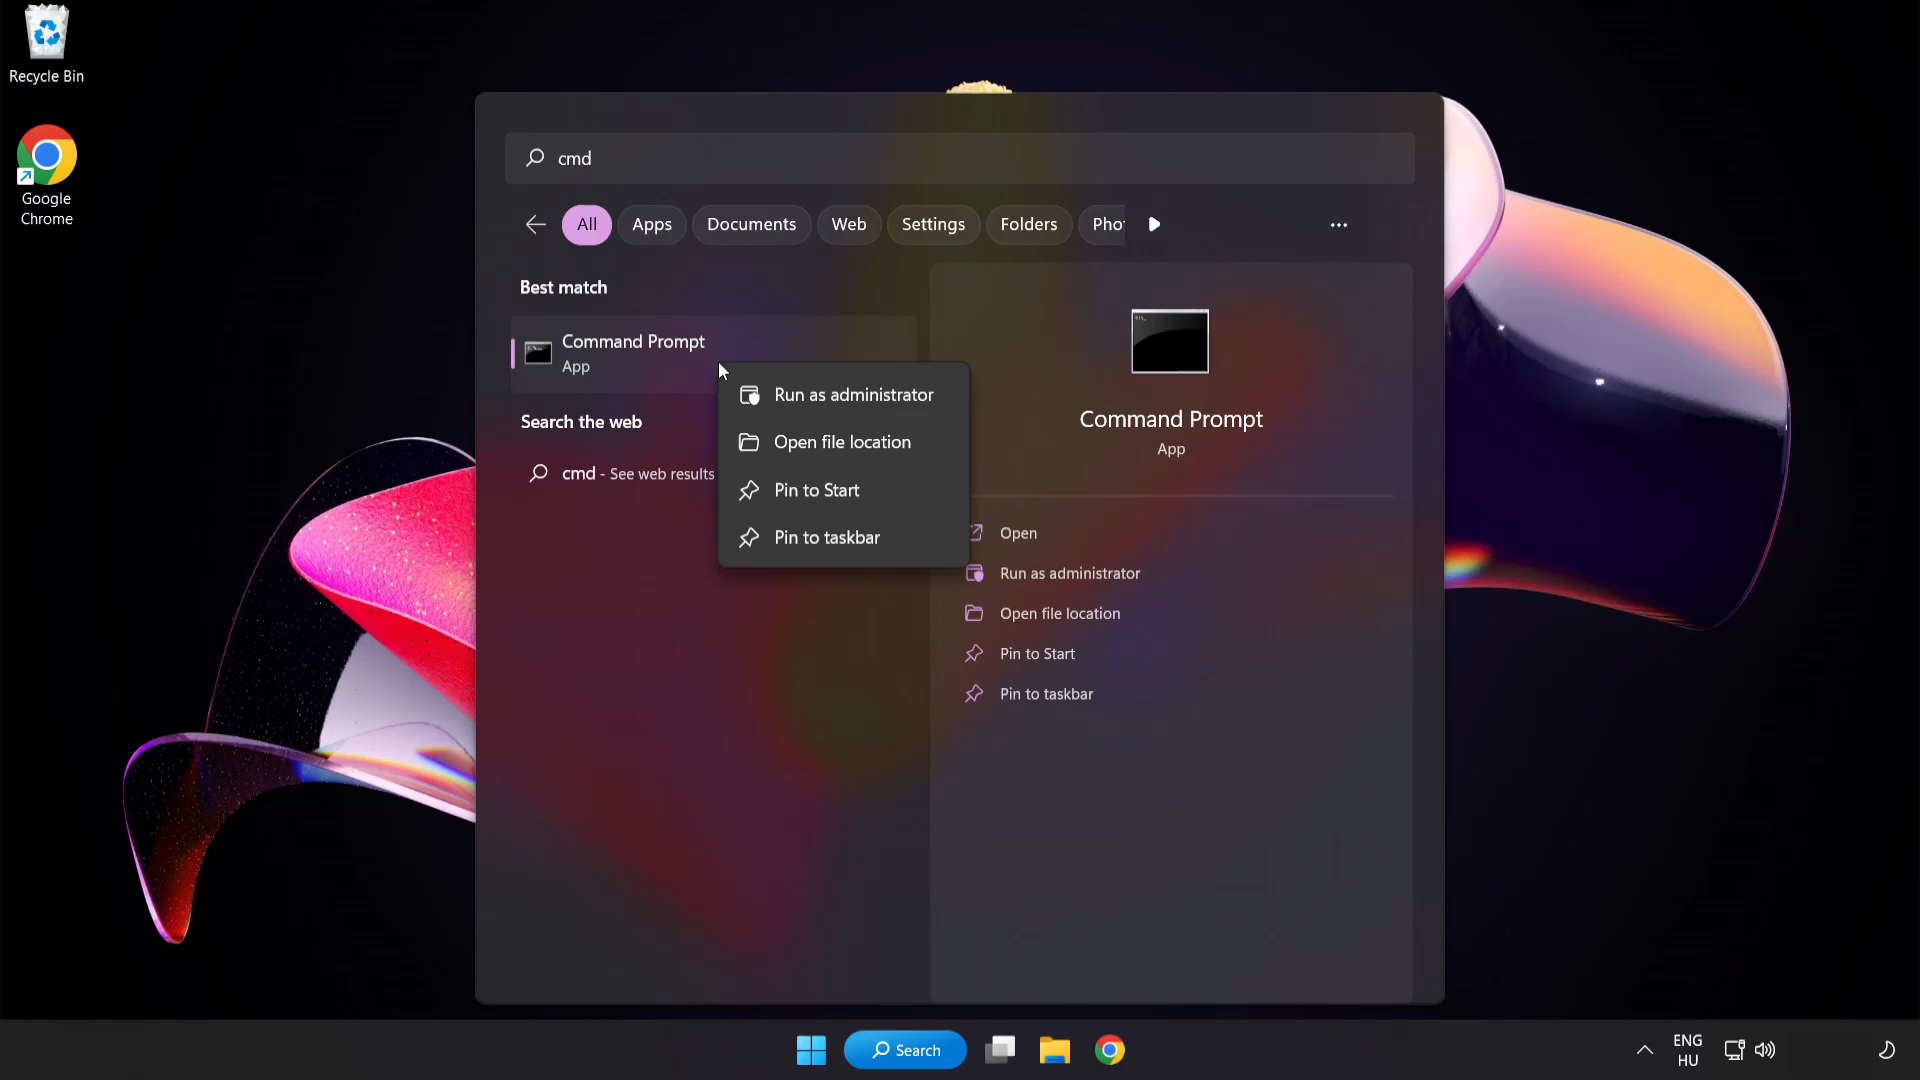 Recycle Bin
Google
Chrome
cmd
All
Apps
Documents
Web
Settings
Folders
Pho
Best match
Command Prompt
App
Search the web
cmd - See web results
Run as administrator
Open file location
Pin to Start
Pin to taskbar
Command Prompt
App
Open
Run as administrator
Open file location
Pin to Start
Pin to taskbar
Search
ENG
HU